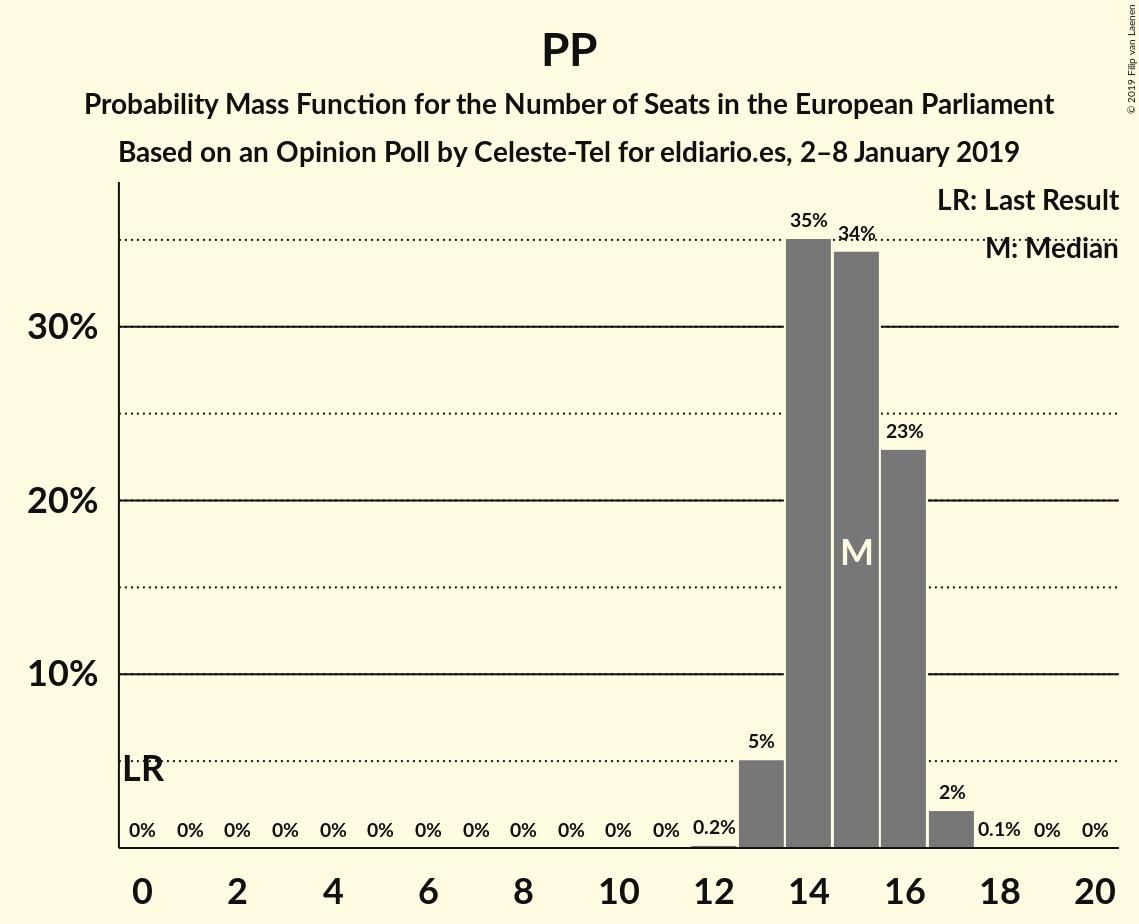 PP
Probability Mass Function for the Number of Seats in the European Parliament
Based on an Opinion Poll by Celeste-Tel for eldiario.es, 2–8 January 2019
© 2019 Filip van Laenen
LR: Last Result
M: Median
35%
34%
30%
23%
20%
M
10%
5%
LR
2%
0% 0% 0% 0% 0% 0% 0% 0% 0% 0% 0% 0% 0.2% 0.1% 0% 0%
0 2 4 6 8 10 12 14 16 18 20